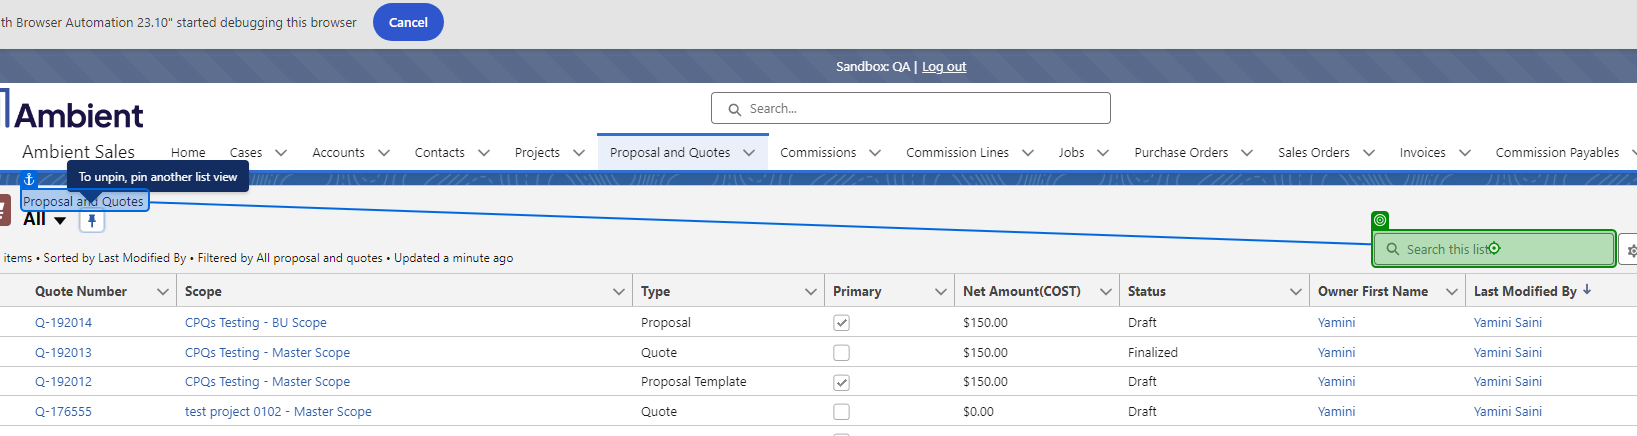 th Browser Automation 23.10" started debugging this browser Cancel
Sandbox: QA | Log out
Ambient
Search...
Ambient Sales Home Cases Accounts Contacts Projects Proposal and Quotes Commissions Commission Lines Jobs Purchase Orders Sales Orders Invoices Commission Payables
To unpin, pin another list view
Proposal and Quotes
All
Search this list
items • Sorted by Last Modified By • Filtered by All proposal and quotes • Updated a minute ago
Quote Number Scope Type Primary Net Amount(COST) Status Owner First Name Last Modified By
Q-192014 CPQs Testing - BU Scope Proposal $150.00 Draft Yamini Yamini Saini
Q-192013 CPQs Testing - Master Scope Quote $150.00 Finalized Yamini Yamini Saini
Q-192012 CPQs Testing - Master Scope Proposal Template $150.00 Draft Yamini Yamini Saini
Q-176555 test project 0102 - Master Scope Quote $0.00 Draft Yamini Yamini Saini